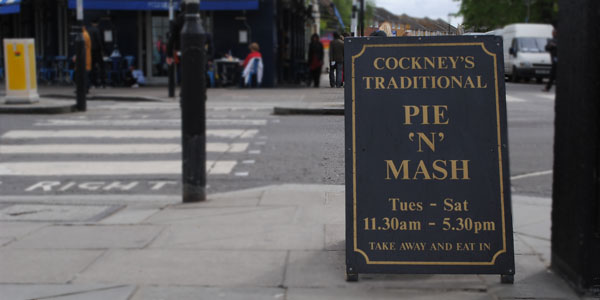 COCKNEY'S
TRADITIONAL
PIE
'N'
MASH
Tues - Sat
11.30am - 5.30pm
TAKE AWAY AND EAT IN
RIGHT